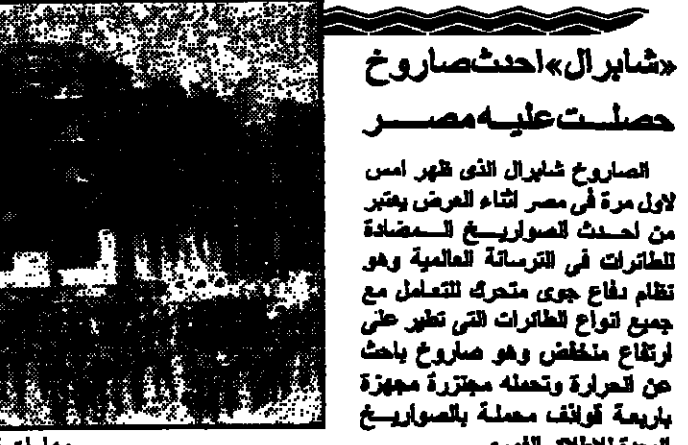 «شابرال» احدث صاروخ
حصلت عليه مصر
الصاروخ شابرال الذى ظهر امس
لاول مرة فى مصر اثناء العرض يعتبر
من احدث الصواريخ المضادة
للطائرات فى الترسانة العالمية وهو
نظام دفاع جوى متحرك للتعامل مع
جميع انواع الطائرات التى تطير على
ارتفاع منخفض وهو صاروخ باحث
عن الحرارة وتحمله مجنزرة مجهزة
باربعة قوائف محملة بالصواريخ